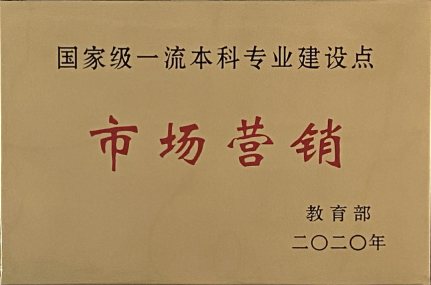 国家级一流本科专业建设点
市场营销
教育部
二〇二〇年